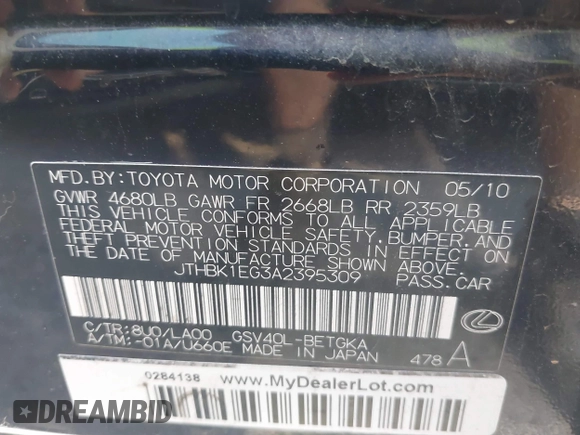 MFD.BY:TOYOTA MOTOR CORPORATION 05/10
GVWR 4680LB GAWR FR 2668LB RR 2359LB
THIS VEHICLE CONFORMS TO ALL APPLICABLE
FEDERAL MOTOR VEHICLE SAFETY, BUMPER, AND
THEFT PREVENTION STANDARDS IN EFFECT ON
THE DATE OF MANUFACTURE SHOWN ABOVE.
JTHBK1EG3A2395309 PASS.CAR
C/TR:8U0/LA00 GSV40L-BETGKA
A/TM:-01A/U660E MADE IN JAPAN 478 A
0284138 www.MyDealerLot.com
DREAMBID